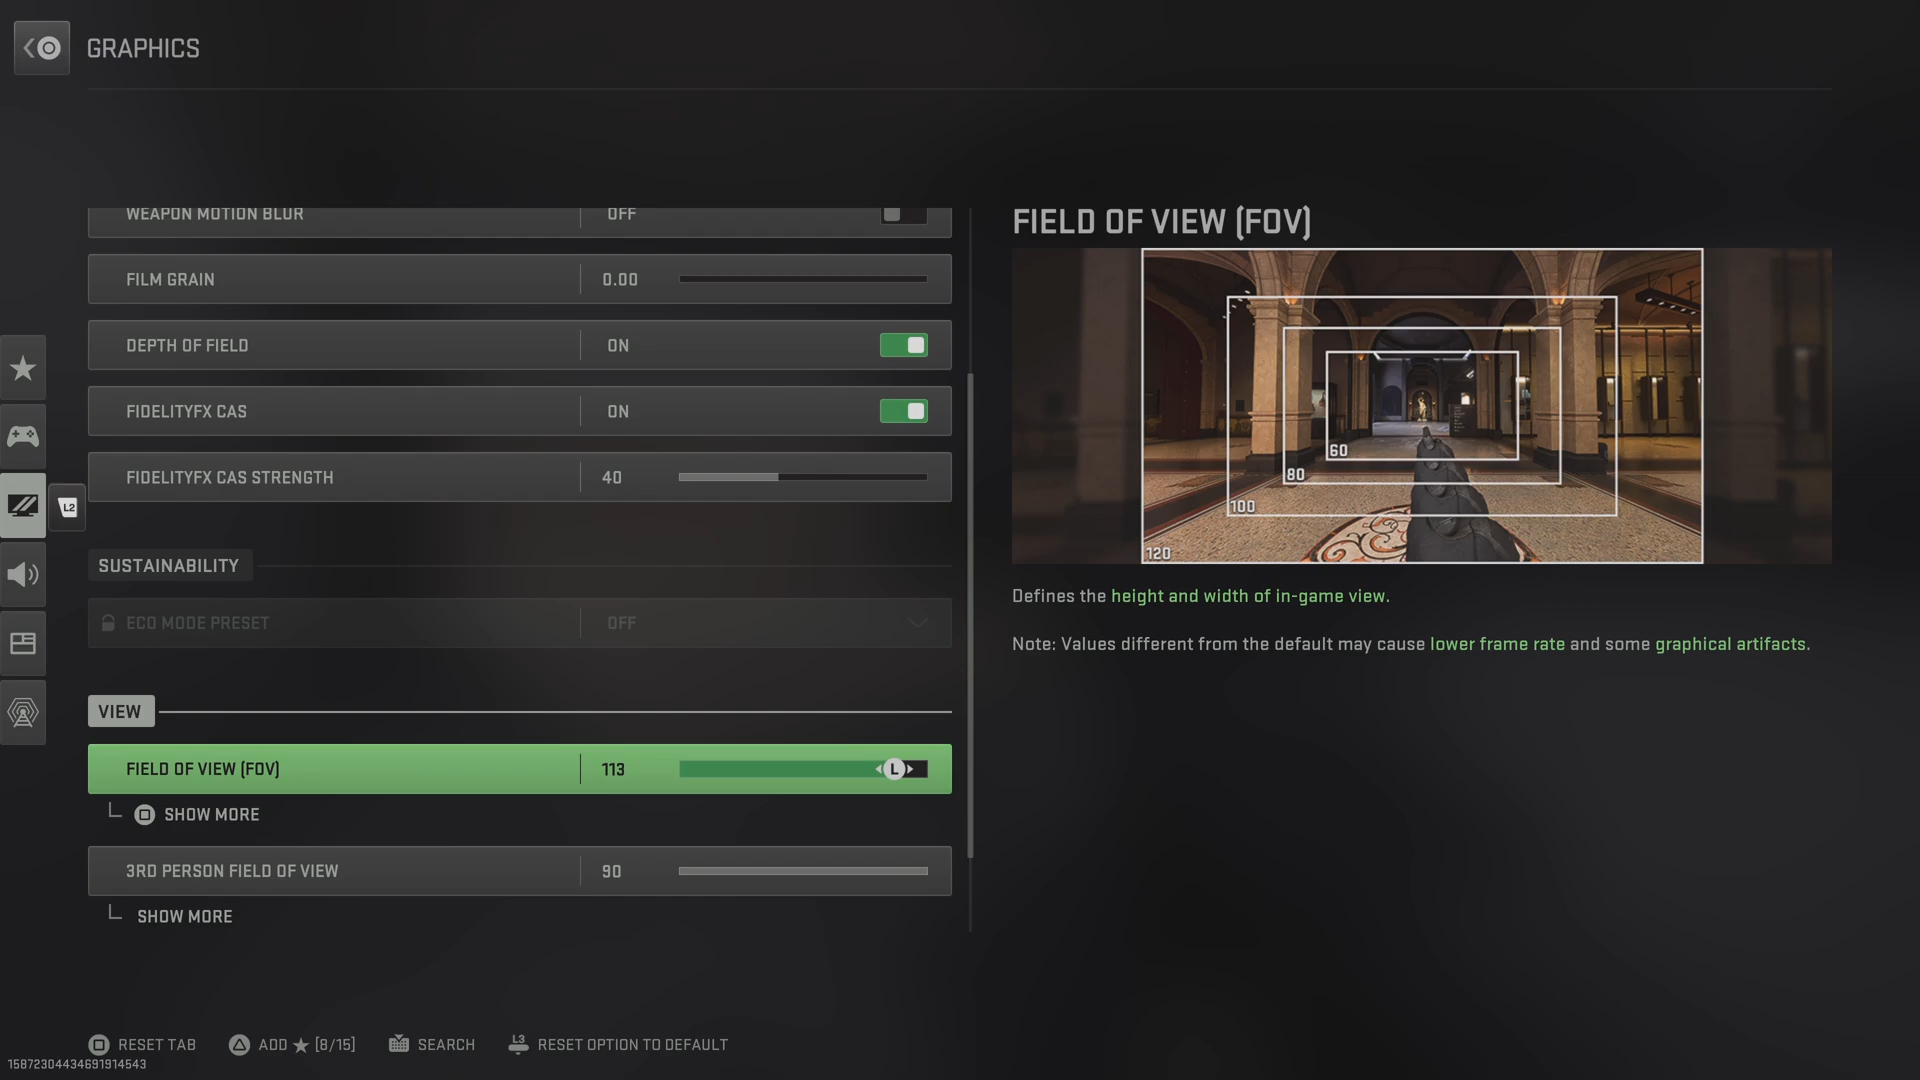 GRAPHICS
WEAPON MOTION BLUR OFF
FILM GRAIN 0.00
DEPTH OF FIELD ON
FIDELITYFX CAS ON
FIDELITYFX CAS STRENGTH 40
L2
SUSTAINABILITY
ECO MODE PRESET OFF
VIEW
FIELD OF VIEW (FOV) 113 L
SHOW MORE
3RD PERSON FIELD OF VIEW 90
SHOW MORE
FIELD OF VIEW (FOV)
60
80
100
120
Defines the height and width of in-game view.
Note: Values different from the default may cause lower frame rate and some graphical artifacts.
RESET TAB ADD ★ [8/15] SEARCH L3 RESET OPTION TO DEFAULT
15872304434691914543